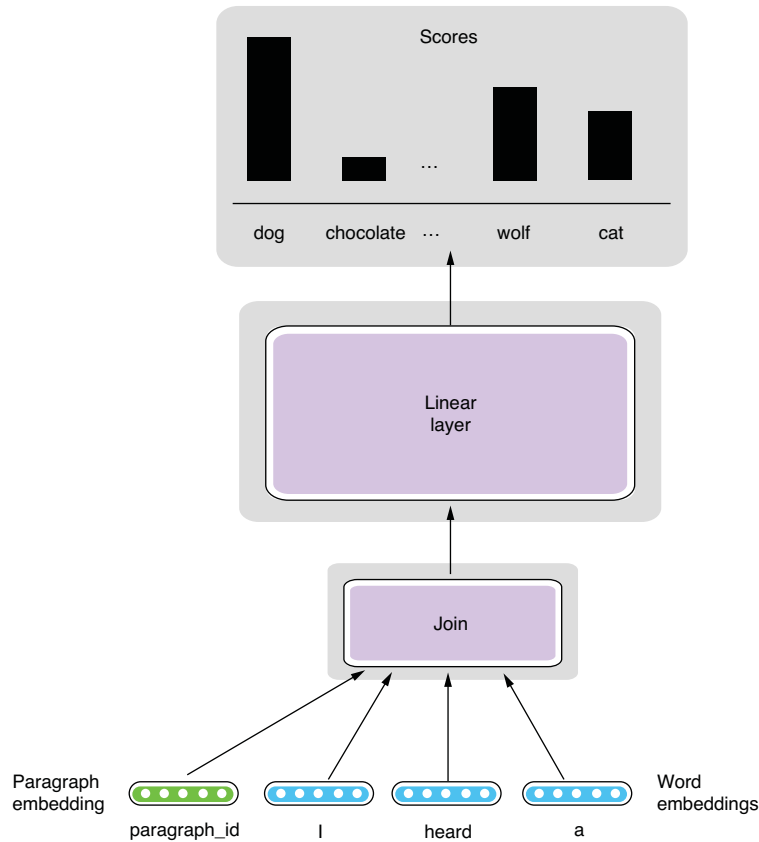 Scores
...
dog chocolate ... wolf cat
Linear
layer
Join
Paragraph
embedding
Word
embeddings
paragraph_id I heard a